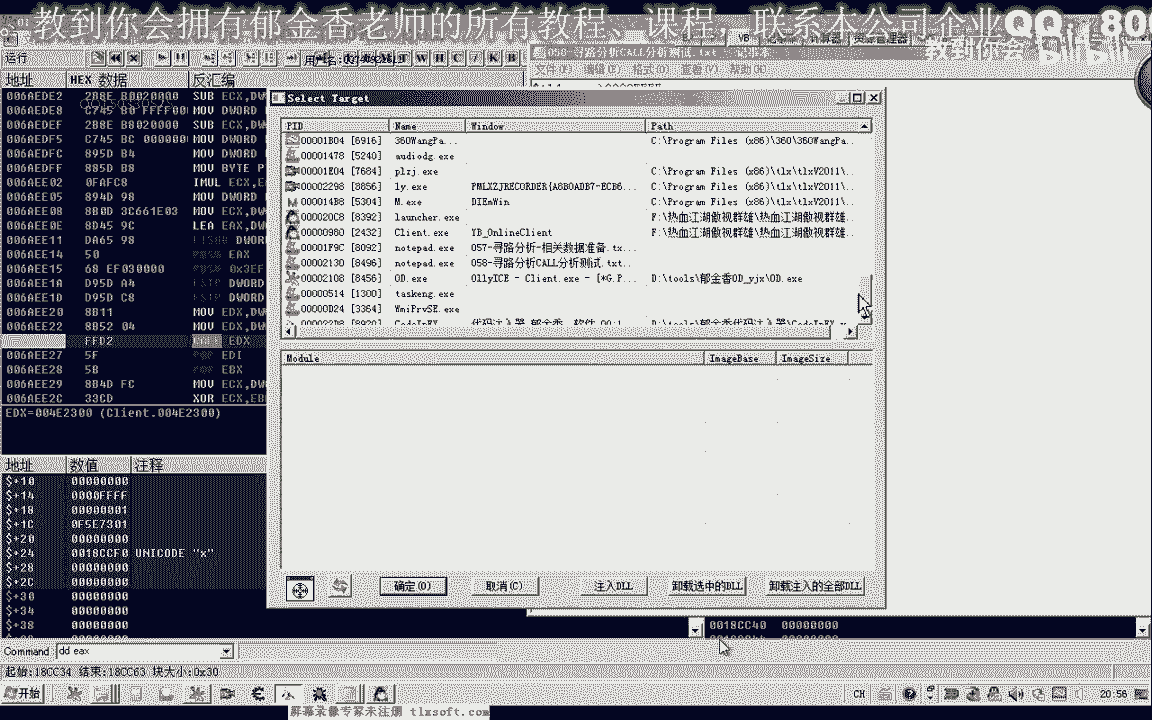 教到你会拥有郁金香老师的所有教程、课程，联系本公司企业QQ
教到你会
运行
058-寻路分析CALL分析测试.txt - 记事本
文件(F) 编辑(E) 格式(O) 查看(V) 帮助(H)
地址 HEX 数据 反汇编
006AEDE2 2B8E B0020000 SUB ECX,DW
006AEDE8 C745 B0 FFFF00 MOV DWORD
006AEDEF 2B8E B8020000 SUB ECX,DW
006AEDF5 C745 BC 000000 MOV DWORD
006AEDFC 895D B4 MOV DWORD
006AEDFF 885D B8 MOV BYTE P
006AEE02 0FAFC8 IMUL ECX,E
006AEE05 894D 98 MOV DWORD
006AEE08 8B0D 3C661E03 MOV ECX,DW
006AEE0E 8D45 9C LEA EAX,D
006AEE11 DA65 98 DWORD
006AEE14 50 EAX
006AEE15 68 EF030000 0x3EF
006AEE1A D95D A4 DWORD
006AEE1D D95D C8 DWORD
006AEE20 8B11 MOV EDX,DW
006AEE22 8B52 04 MOV EDX,DW
FFD2 EDX
006AEE27 5F EDI
006AEE28 5B EBX
006AEE29 8B4D FC MOV ECX,DW
006AEE2C 33CD XOR ECX,EB
EDX=004E2300 (Client.004E2300)
Select Target
PID Name Window Path
00001B04 [6916] 360WangPa... C:\Program Files (x86)\360\360WangPa..
00001478 [5240] audiodg.exe
00001E04 [7684] plzj.exe C:\Program Files (x86)\tlx\tlxV2011\..
00002298 [8856] ly.exe PMLXZJRECORDER{A8B0ADB7-ECB6... C:\Program Files (x86)\tlx\tlxV2011\..
000014B8 [5304] M.exe DIEmWin C:\Program Files (x86)\tlx\tlxV2011\..
000020C8 [8392] launcher.exe F:\热血江湖傲视群雄\热血江湖傲视群雄..
00000980 [2432] Client.exe YB_OnlineClient F:\热血江湖傲视群雄\热血江湖傲视群雄..
00001F9C [8092] notepad.exe 057-寻路分析-相关数据准备.tx...
00002130 [8496] notepad.exe 058-寻路分析CALL分析测试.txt...
00002108 [8456] OD.exe OllyICE - Client.exe - [*G.P... D:\tools\郁金香OD_yjx\OD.exe
00000514 [1300] taskeng.exe
00000D24 [3364] WmiPrvSE.exe
Module ImageBase ImageSize
确定(O) 取消(C) 注入DLL 卸载选中的DLL 卸载注入的全部DLL
地址 数值 注释
$+10 00000000
$+14 0000FFFF
$+18 00000001
$+1C 0F5E7301
$+20 00000000
$+24 0018CCF0 UNICODE "x"
$+28 00000000
$+2C 00000000
$+30 00000000
$+34 00000000
$+38 00000000
0018CC40 00000000
Command dd eax
起始:18CC34 结束:18CC63 块大小:0x30
开始
CH
20:56
屏幕录像专家未注册 tlxsoft.com